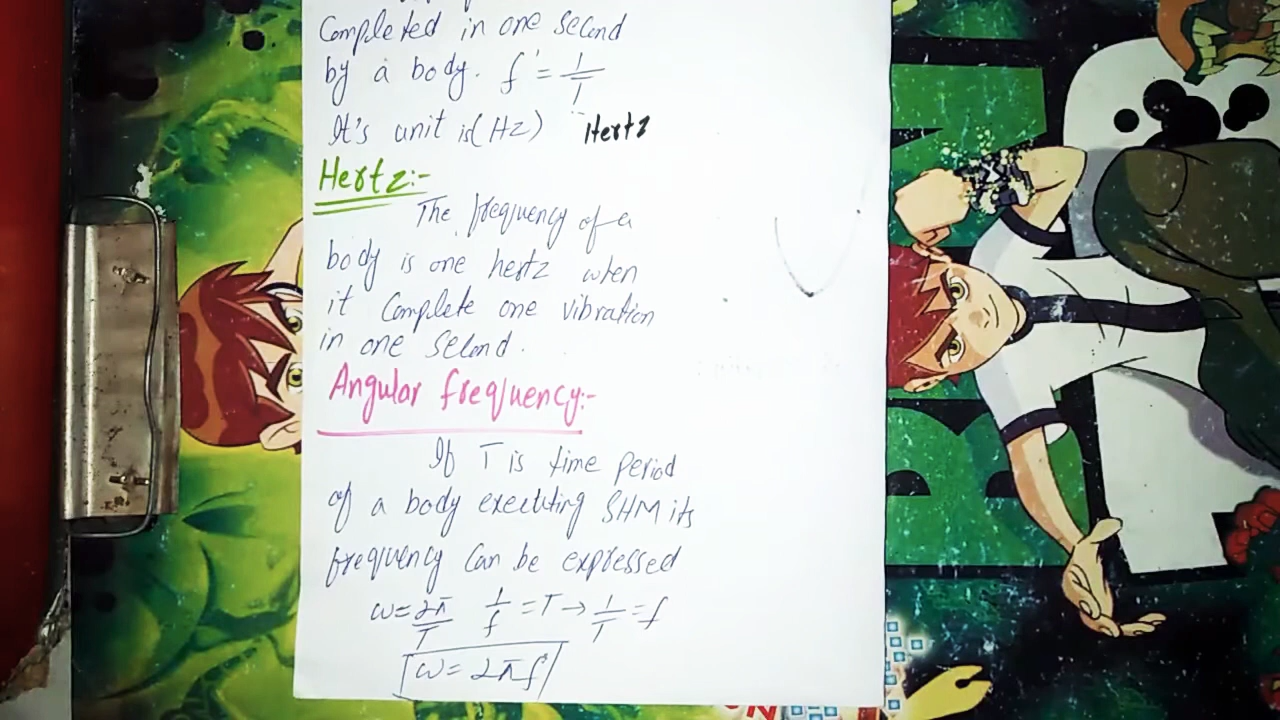 Completed in one second
by a body. f = 1/T
It's unit is (Hz) Hertz
Hertz:-
The frequency of a
body is one hertz when
it complete one vibration
in one second.
Angular frequency:-
If T is time period
of a body executing SHM its
frequency can be expressed
ω = 2π/T 1/f = T → 1/T = f
ω = 2πf